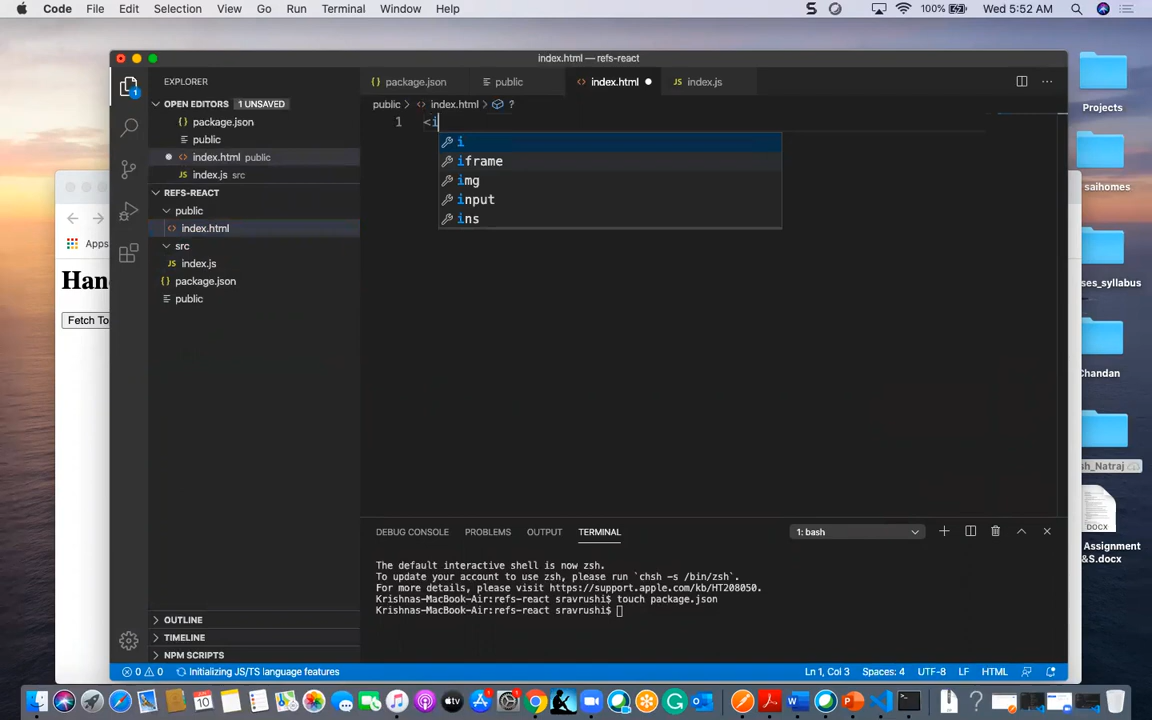 Code File Edit Selection View Go Run Terminal Window Help
100% Wed 5:52 AM
index.html — refs-react
EXPLORER
package.json
public
index.html
index.js
OPEN EDITORS 1 UNSAVED
package.json
public
index.html public
JS index.js src
REFS-REACT
public
index.html
src
JS index.js
{} package.json
public
public > index.html > ?
1 <i
i
iframe
img
input
ins
Apps
Fetch To
Projects
saihomes
ses_syllabus
Chandan
sh_Natraj
DOCX
Assignment
&S.docx
DEBUG CONSOLE PROBLEMS OUTPUT TERMINAL
1: bash
The default interactive shell is now zsh.
To update your account to use zsh, please run `chsh -s /bin/zsh`.
For more details, please visit https://support.apple.com/kb/HT208050.
Krishnas-MacBook-Air:refs-react sravrushi$ touch package.json
Krishnas-MacBook-Air:refs-react sravrushi$
OUTLINE
TIMELINE
NPM SCRIPTS
0 0 Initializing JS/TS language features
Ln 1, Col 3 Spaces: 4 UTF-8 LF HTML